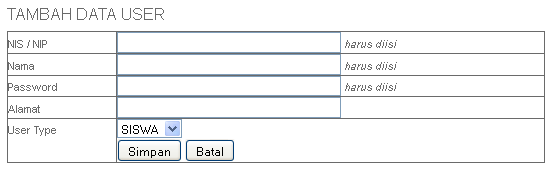 TAMBAH DATA USER
NIS / NIP harus diisi
Nama harus diisi
Password harus diisi
Alamat
User Type SISWA
Simpan Batal